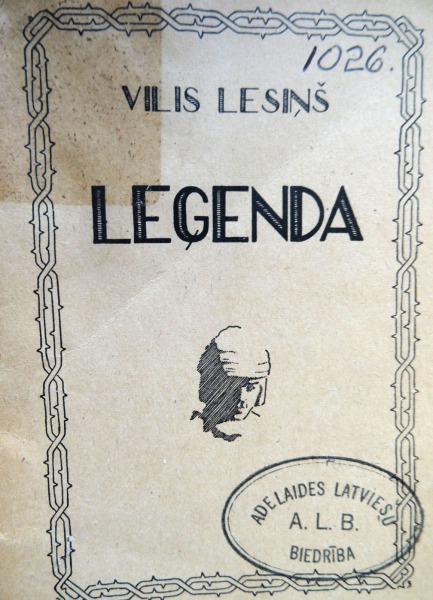 1026.
VILIS LESIŅŠ
LEĢENDA
ADELAIDES LATVIEŠU
A. L. B.
BIEDRĪBA